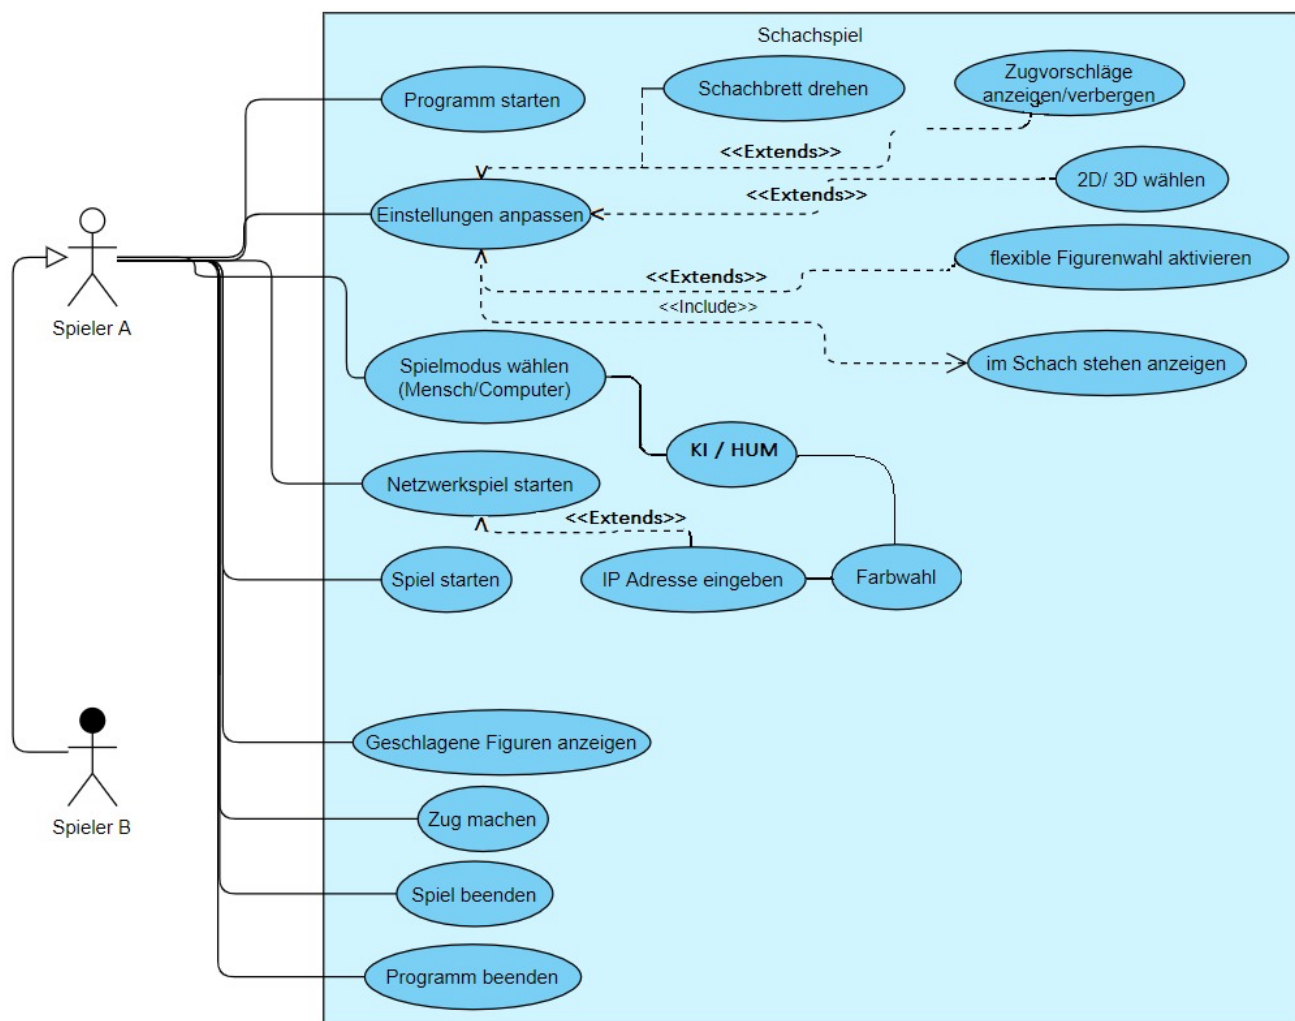 Schachspiel
Programm starten
Schachbrett drehen
Zugvorschläge
anzeigen/verbergen
<<Extends>>
2D/ 3D wählen
<<Extends>>
Einstellungen anpassen
flexible Figurenwahl aktivieren
<<Extends>>
<<Include>>
Spieler A
im Schach stehen anzeigen
Spielmodus wählen
(Mensch/Computer)
KI / HUM
Netzwerkspiel starten
<<Extends>>
Spiel starten
IP Adresse eingeben
Farbwahl
Geschlagene Figuren anzeigen
Zug machen
Spieler B
Spiel beenden
Programm beenden